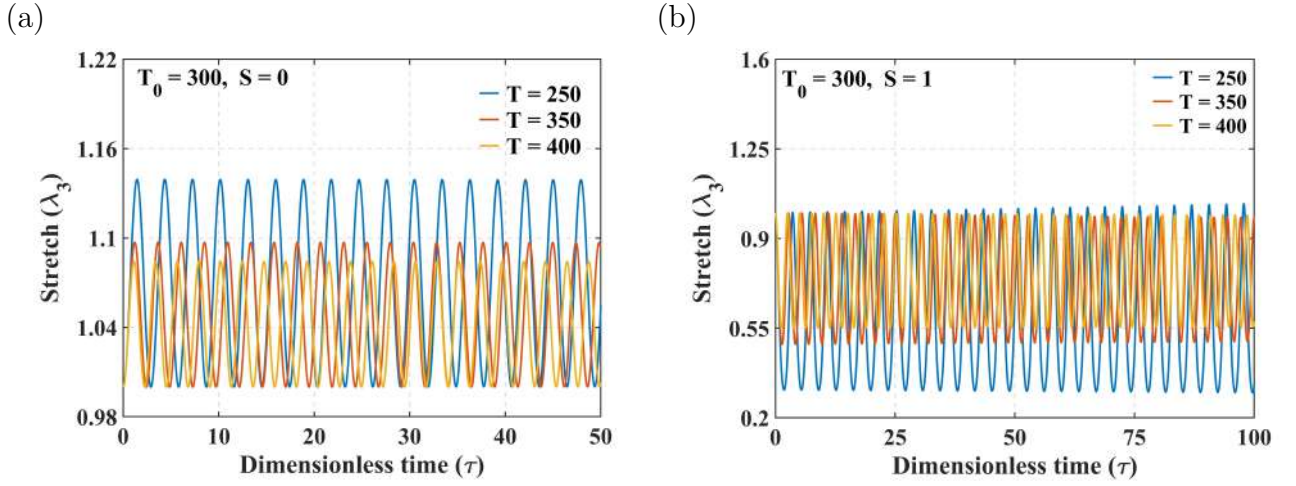 (a)
T₀ = 300, S = 0
T = 250
T = 350
T = 400
1.22
1.16
1.1
1.04
0.98
Stretch (λ₃)
0 10 20 30 40 50
Dimensionless time (τ)
(b)
T₀ = 300, S = 1
T = 250
T = 350
T = 400
1.6
1.25
0.9
0.55
0.2
Stretch (λ₃)
0 25 50 75 100
Dimensionless time (τ)